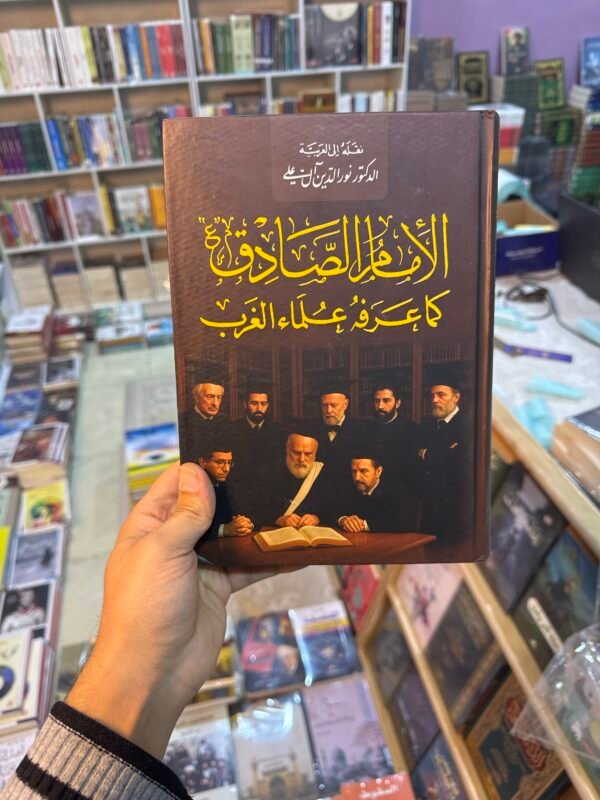 نقله إلى العربية
الدكتور نور الدين آل علي
الإمام الصادق "ع"
كما عرفه علماء الغرب